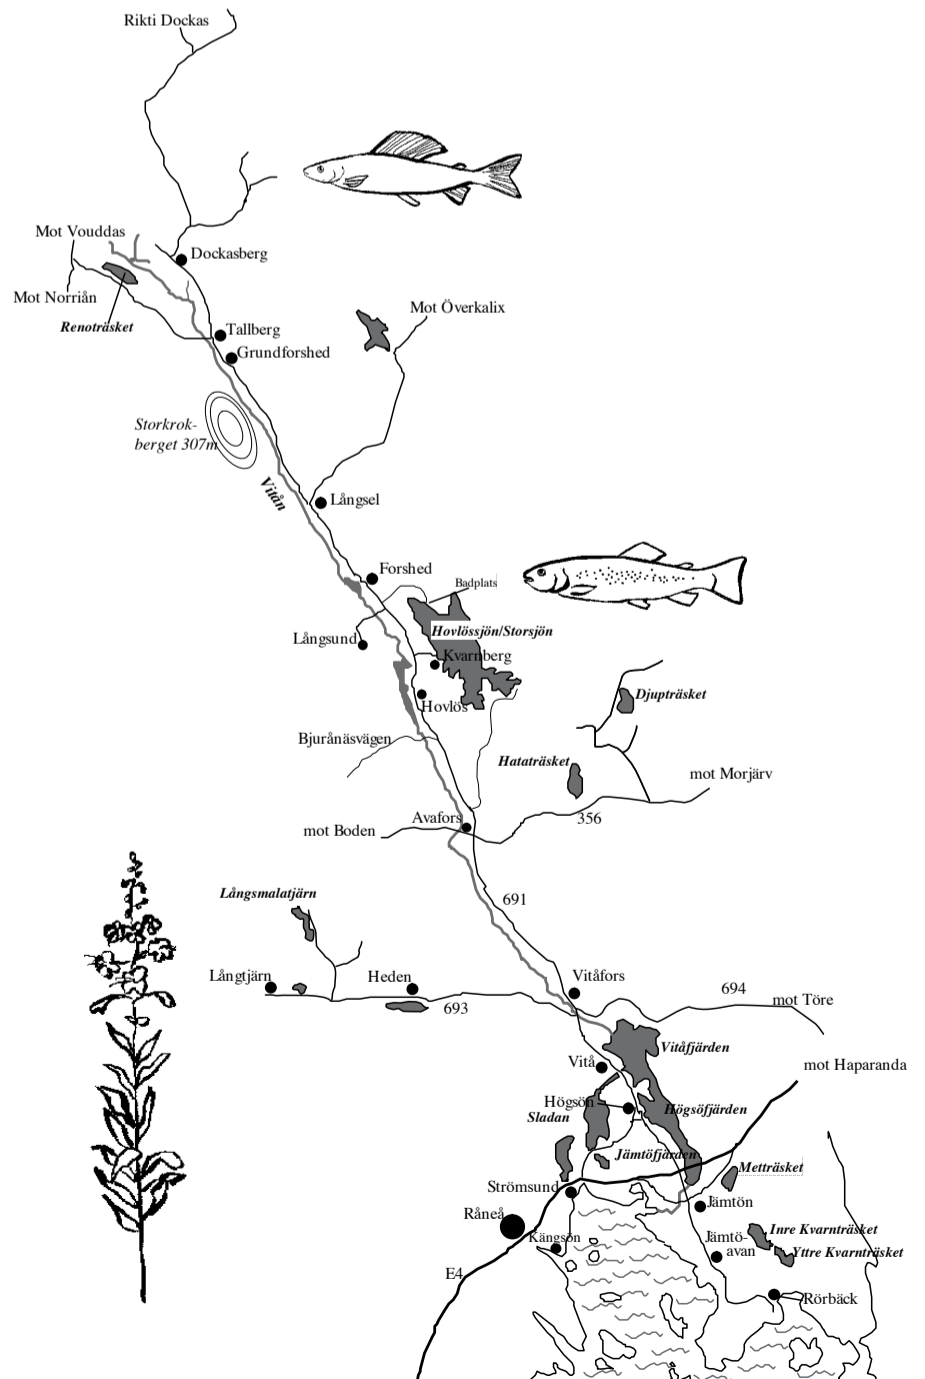 Rikti Dockas
Mot Vouddas
Dockasberg
Mot Norriån
Renoträsket
Mot Överkalix
Tallberg
Grundforshed
Storkrok-
berget 307m
Vitån
Långsel
Forshed
Badplats
Långsund
Hovlössjön/Storsjön
Kvarnberg
Hovlös
Djupträsket
Bjurånäsvägen
Hataträsket
mot Morjärv
Avafors
356
mot Boden
Långsmalatjärn
691
Långtjärn
Heden
Vitåfors
693
694
mot Töre
Vitåfjärden
Vitå
mot Haparanda
Högsön
Sladan
Högsöfjärden
Jämtöfjärden
Metträsket
Strömsund
Jämtön
Råneå
Kängsön
Jämtö-
avan
Inre Kvarnträsket
Yttre Kvarnträsket
E4
Rörbäck